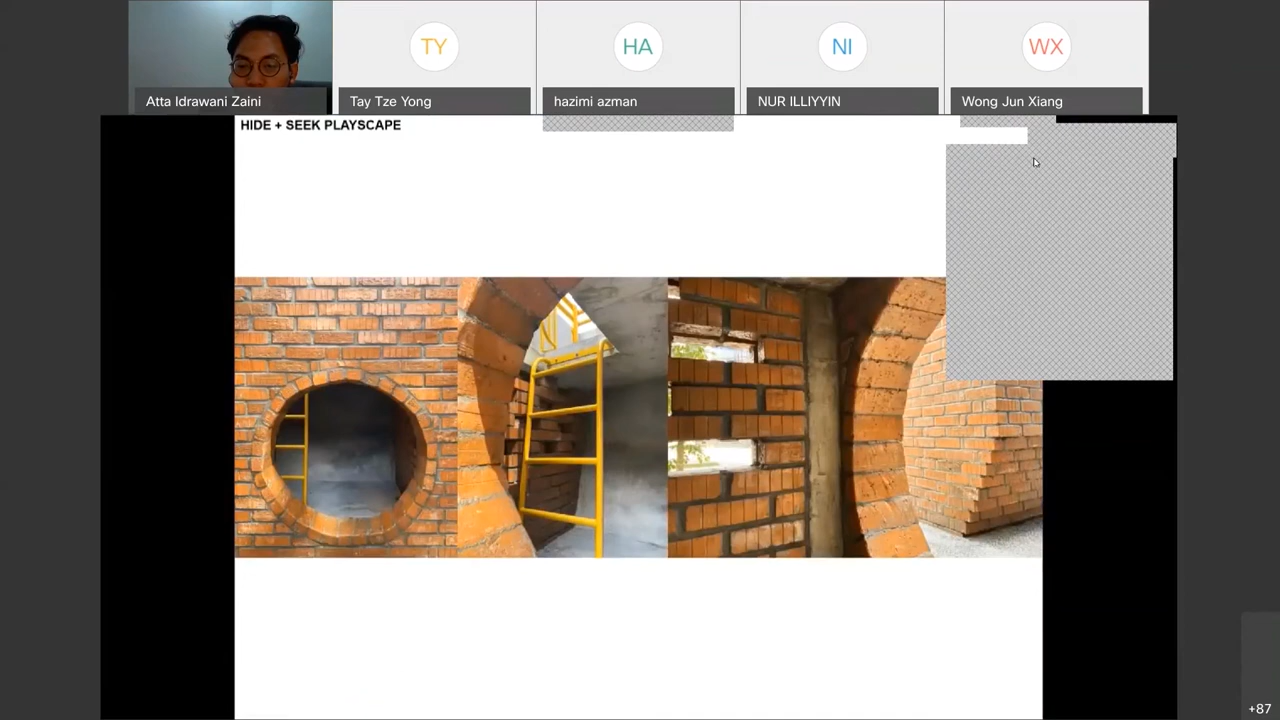 TY
HA
NI
WX
Atta Idrawani Zaini
Tay Tze Yong
hazimi azman
NUR ILLIYYIN
Wong Jun Xiang
HIDE + SEEK PLAYSCAPE
+87